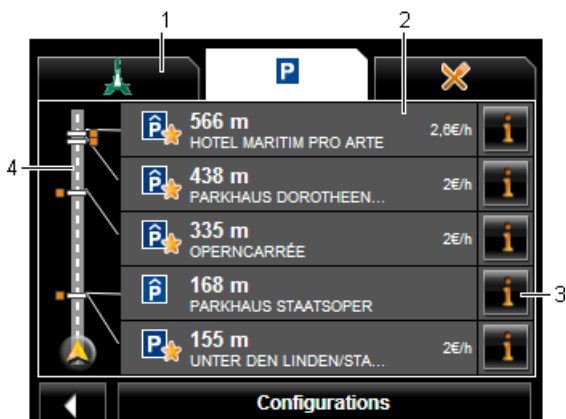 1
2
P
P
566 m
HOTEL MARITIM PRO ARTE
2,6€/h
i
4
P
438 m
PARKHAUS DOROTHEEN...
2€/h
i
P
335 m
OPERNCARRÉE
2€/h
i
P
168 m
PARKHAUS STAATSOPER
i
3
P
155 m
UNTER DEN LINDEN/STA...
2€/h
i
Configurations